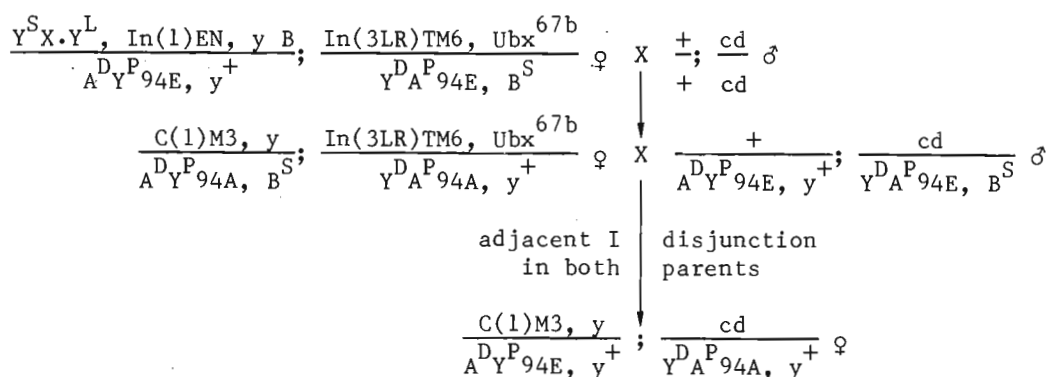 Y^S X·Y^L, In(1)EN, y B ; In(3LR)TM6, Ubx^67b ♀ X + ; cd ♂
A^D Y^P 94E, y^+ Y^D A^P 94E, B^S + cd
C(1)M3, y ; In(3LR)TM6, Ubx^67b ♀ X + ; cd ♂
A^D Y^P 94A, B^S Y^D A^P 94A, y^+ A^D Y^P 94E, y^+ Y^D A^P 94E, B^S
adjacent I disjunction
in both parents
C(1)M3, y ; cd ♀
A^D Y^P 94E, y^+ Y^D A^P 94A, y^+